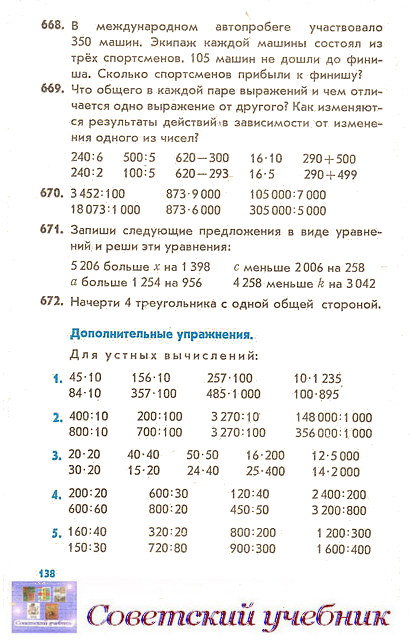 668. В международном автопробеге участвовало
350 машин. Экипаж каждой машины состоял из
трёх спортсменов. 105 машин не дошли до фини-
ша. Сколько спортсменов прибыли к финишу?
669. Что общего в каждой паре выражений и чем отли-
чается одно выражение от другого? Как изменяют-
ся результаты действий в зависимости от измене-
ния одного из чисел?
240:6 500:5 620−300 16·10 290+500
240:2 100:5 620−293 16·5 290+499
670. 3 452:100 873·9 000 105 000:7 000
18 073:1 000 873·6 000 305 000:5 000
671. Запиши следующие предложения в виде уравне-
ний и реши эти уравнения:
5 206 больше x на 1 398 c меньше 2 006 на 258
a больше 1 254 на 956 4 258 меньше k на 3 042
672. Начерти 4 треугольника с одной общей стороной.
Дополнительные упражнения.
Для устных вычислений:
1. 45·10 156·10 257·100 10·1 235
84·10 357·100 485·1 000 100·895
2. 400:10 200:100 3 270:10 148 000:1 000
800:10 700:100 3 270:100 356 000:1 000
3. 20·20 40·40 50·50 16·200 12·5 000
30·20 15·20 24·40 25·400 14·2 000
4. 200:20 600:30 120:40 2 400:200
600:60 800:20 450:50 3 200:800
5. 160:40 320:20 800:200 1 200:300
150:30 720:80 900:300 1 600:400
138
Советский учебник
Советский учебник